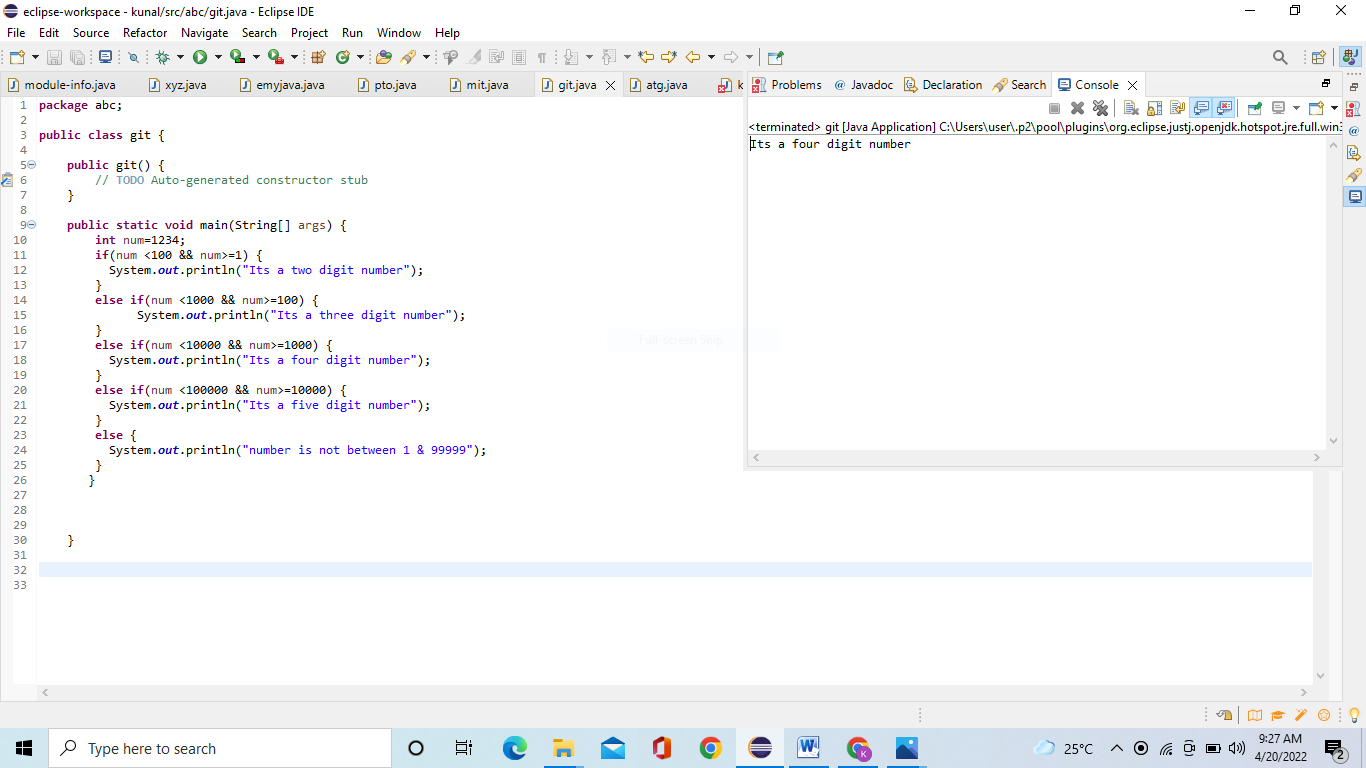 eclipse-workspace - kunal/src/abc/git.java - Eclipse IDE
File Edit Source Refactor Navigate Search Project Run Window Help
module-info.java xyz.java emyjava.java pto.java mit.java git.java atg.java k
Problems @ Javadoc Declaration Search Console
<terminated> git [Java Application] C:\Users\user\.p2\pool\plugins\org.eclipse.justj.openjdk.hotspot.jre.full.win3
Its a four digit number
1 package abc;
2
3 public class git {
4
5 public git() {
6 // TODO Auto-generated constructor stub
7 }
8
9 public static void main(String[] args) {
10 int num=1234;
11 if(num <100 && num>=1) {
12 System.out.println("Its a two digit number");
13 }
14 else if(num <1000 && num>=100) {
15 System.out.println("Its a three digit number");
16 }
17 else if(num <10000 && num>=1000) {
18 System.out.println("Its a four digit number");
19 }
20 else if(num <100000 && num>=10000) {
21 System.out.println("Its a five digit number");
22 }
23 else {
24 System.out.println("number is not between 1 & 99999");
25 }
26 }
27
28
29
30 }
31
32
33
Full-screen Snip
Type here to search
25°C
9:27 AM
4/20/2022
2